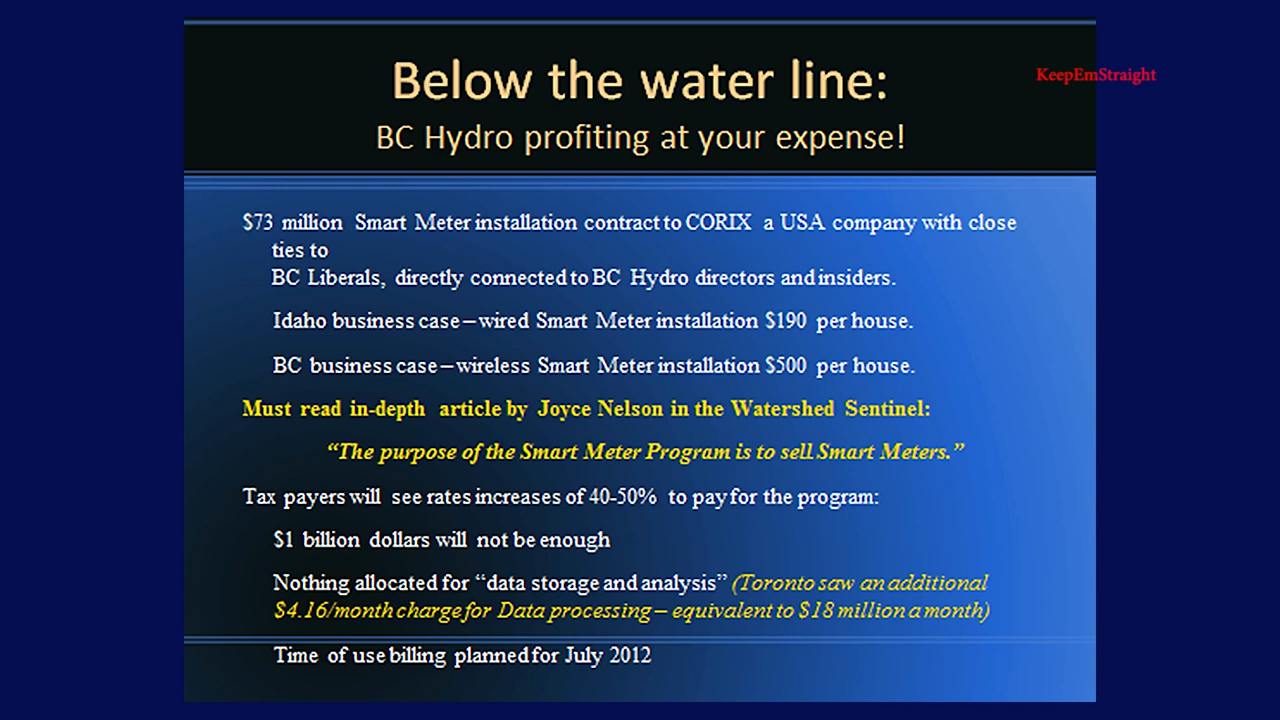 Below the water line:
KeepEmStraight
BC Hydro profiting at your expense!
$73 million Smart Meter installation contract to CORIX a USA company with close
ties to
BC Liberals, directly connected to BC Hydro directors and insiders.
Idaho business case – wired Smart Meter installation $190 per house.
BC business case – wireless Smart Meter installation $500 per house.
Must read in-depth article by Joyce Nelson in the Watershed Sentinel:
“The purpose of the Smart Meter Program is to sell Smart Meters.”
Tax payers will see rates increases of 40-50% to pay for the program:
$1 billion dollars will not be enough
Nothing allocated for “data storage and analysis” (Toronto saw an additional
$4.16/month charge for Data processing – equivalent to $18 million a month)
Time of use billing planned for July 2012